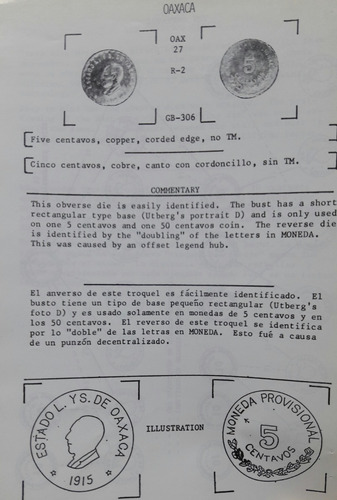 OAXACA
OAX
27
R-2
GB-306
Five centavos, copper, corded edge, no TM.
Cinco centavos, cobre, canto con cordoncillo, sin TM.
COMMENTARY
This obverse die is easily identified. The bust has a short
rectangular type base (Utberg's portrait D) and is only used
on one 5 centavos and one 50 centavos coin. The reverse die
is identified by the "doubling" of the letters in MONEDA.
This was caused by an offset legend hub.
El anverso de este troquel es fácilmente identificado. El
busto tiene un tipo de base pequeño rectangular (Utberg's
foto D) y es usado solamente en monedas de 5 centavos y en
los 50 centavos. El reverso de este troquel se identifica
por lo "doble" de las letras en MONEDA. Esto fué a causa
de un punzón decentralizado.
ESTADO L. YS. DE OAXACA
1915
ILLUSTRATION
MONEDA PROVISIONAL
5
CENTAVOS